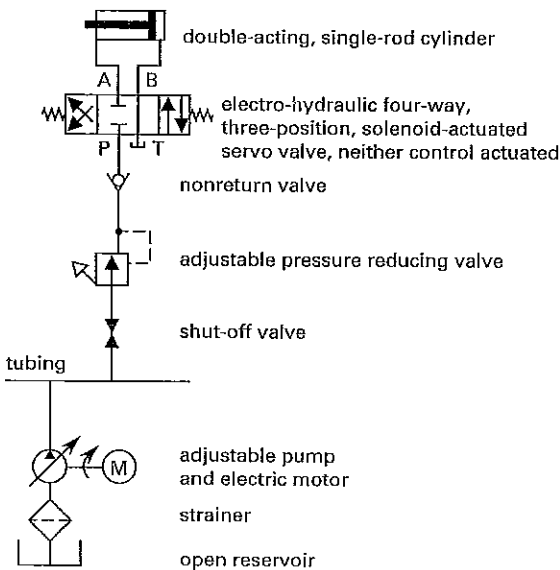 double-acting, single-rod cylinder
A B
electro-hydraulic four-way,
three-position, solenoid-actuated
servo valve, neither control actuated
P T
nonreturn valve
adjustable pressure reducing valve
shut-off valve
tubing
M
adjustable pump
and electric motor
strainer
open reservoir